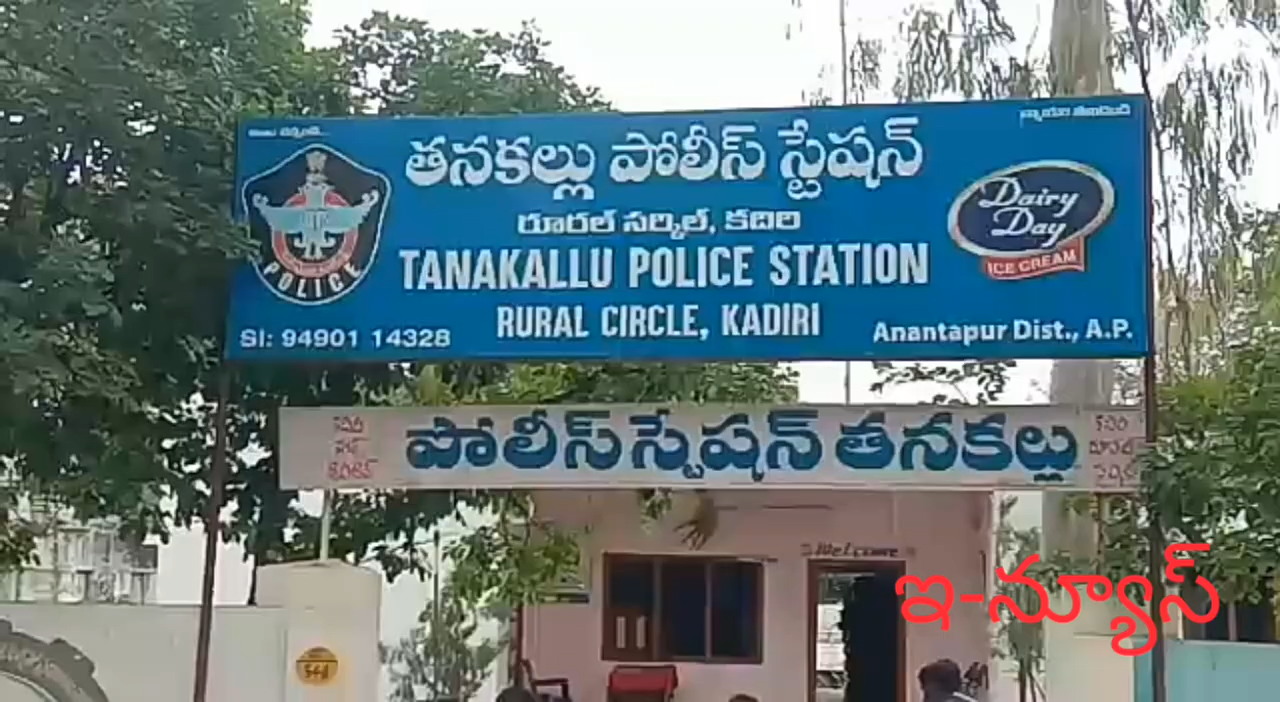 తనకల్లు పోలీస్ స్టేషన్
రూరల్ సర్కిల్, కదిరి
TANAKALLU POLICE STATION
RURAL CIRCLE, KADIRI
POLICE
SI: 94901 14328
Dairy
Day
ICE CREAM
Anantapur Dist., A.P.
పోలీస్ స్టేషన్ తనకల్లు
Welcome
ఇ-న్యూస్